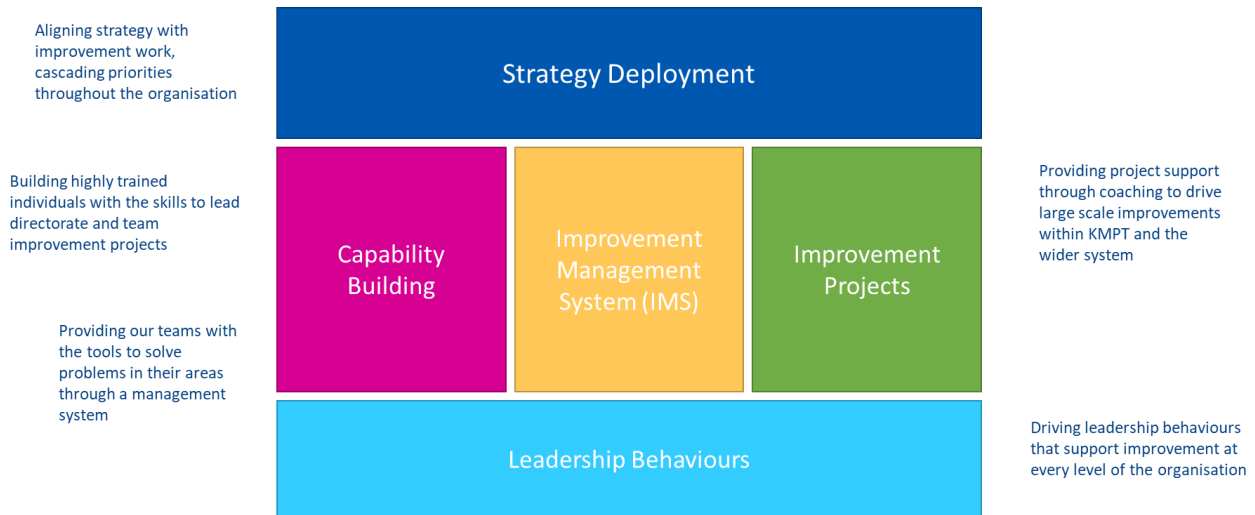 Aligning strategy with
improvement work,
cascading priorities
throughout the organisation
Strategy Deployment
Building highly trained
individuals with the skills to lead
directorate and team
improvement projects
Capability
Building
Improvement
Management
System (IMS)
Improvement
Projects
Providing project support
through coaching to drive
large scale improvements
within KMPT and the
wider system
Providing our teams with
the tools to solve
problems in their areas
through a management
system
Leadership Behaviours
Driving leadership behaviours
that support improvement at
every level of the organisation